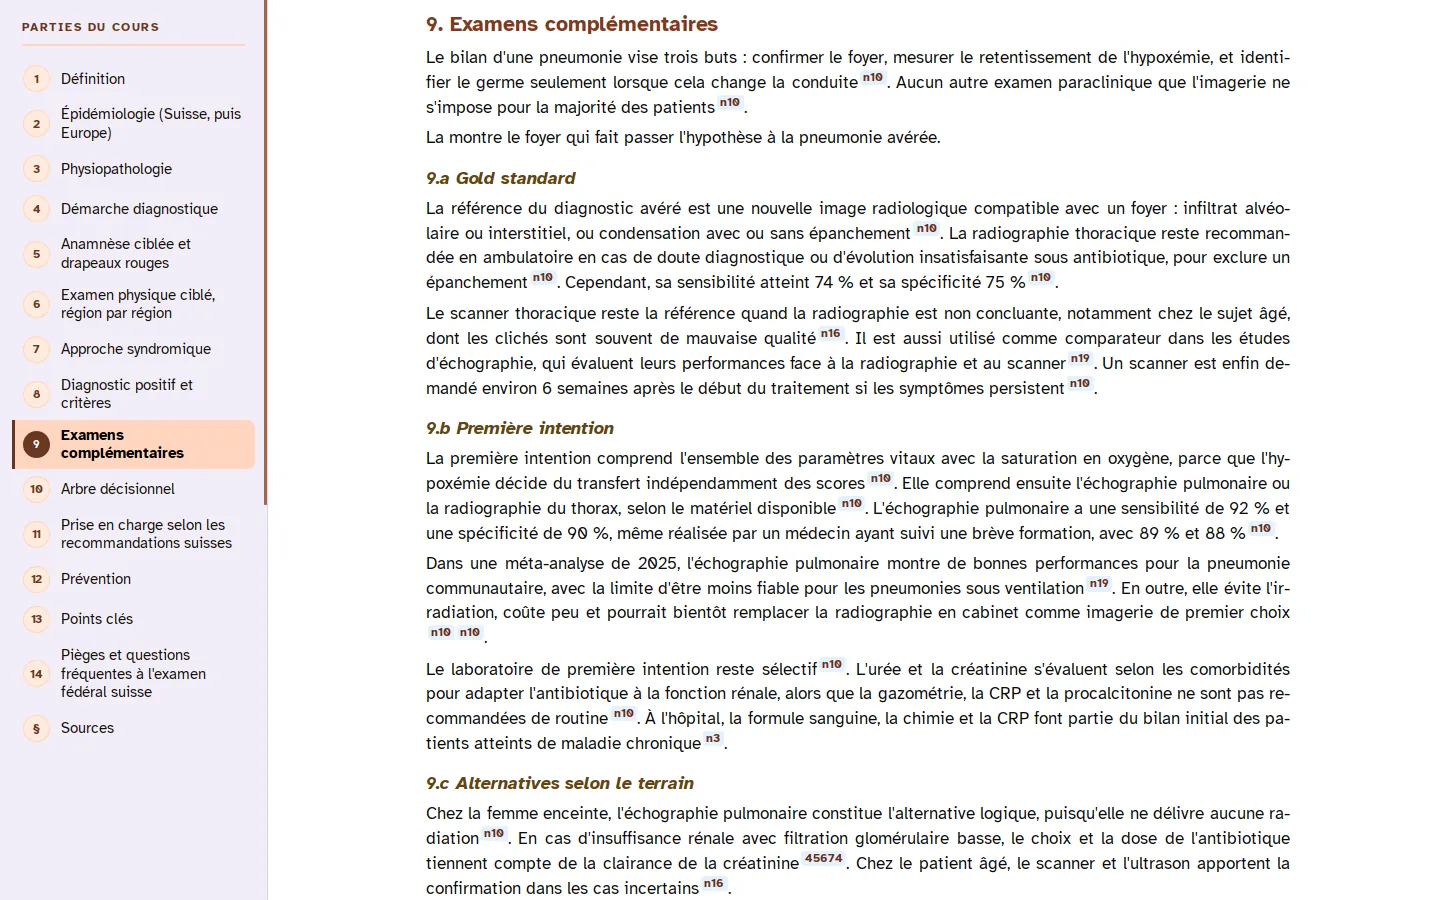 PARTIES DU COURS
1 Définition
2 Épidémiologie (Suisse, puis
Europe)
3 Physiopathologie
4 Démarche diagnostique
5 Anamnèse ciblée et
drapeaux rouges
6 Examen physique ciblé,
région par région
7 Approche syndromique
8 Diagnostic positif et
critères
9 Examens
complémentaires
10 Arbre décisionnel
11 Prise en charge selon les
recommandations suisses
12 Prévention
13 Points clés
14 Pièges et questions
fréquentes à l'examen
fédéral suisse
§ Sources
9. Examens complémentaires
Le bilan d'une pneumonie vise trois buts : confirmer le foyer, mesurer le retentissement de l'hypoxémie, et identi-
fier le germe seulement lorsque cela change la conduite n10. Aucun autre examen paraclinique que l'imagerie ne
s'impose pour la majorité des patients n10.
La montre le foyer qui fait passer l'hypothèse à la pneumonie avérée.
9.a Gold standard
La référence du diagnostic avéré est une nouvelle image radiologique compatible avec un foyer : infiltrat alvéo-
laire ou interstitiel, ou condensation avec ou sans épanchement n10. La radiographie thoracique reste recomman-
dée en ambulatoire en cas de doute diagnostique ou d'évolution insatisfaisante sous antibiotique, pour exclure un
épanchement n10. Cependant, sa sensibilité atteint 74 % et sa spécificité 75 % n10.
Le scanner thoracique reste la référence quand la radiographie est non concluante, notamment chez le sujet âgé,
dont les clichés sont souvent de mauvaise qualité n16. Il est aussi utilisé comme comparateur dans les études
d'échographie, qui évaluent leurs performances face à la radiographie et au scanner n19. Un scanner est enfin de-
mandé environ 6 semaines après le début du traitement si les symptômes persistent n10.
9.b Première intention
La première intention comprend l'ensemble des paramètres vitaux avec la saturation en oxygène, parce que l'hy-
poxémie décide du transfert indépendamment des scores n10. Elle comprend ensuite l'échographie pulmonaire ou
la radiographie du thorax, selon le matériel disponible n10. L'échographie pulmonaire a une sensibilité de 92 % et
une spécificité de 90 %, même réalisée par un médecin ayant suivi une brève formation, avec 89 % et 88 % n10.
Dans une méta-analyse de 2025, l'échographie pulmonaire montre de bonnes performances pour la pneumonie
communautaire, avec la limite d'être moins fiable pour les pneumonies sous ventilation n19. En outre, elle évite l'ir-
radiation, coûte peu et pourrait bientôt remplacer la radiographie en cabinet comme imagerie de premier choix
n10 n10.
Le laboratoire de première intention reste sélectif n10. L'urée et la créatinine s'évaluent selon les comorbidités
pour adapter l'antibiotique à la fonction rénale, alors que la gazométrie, la CRP et la procalcitonine ne sont pas re-
commandées de routine n10. À l'hôpital, la formule sanguine, la chimie et la CRP font partie du bilan initial des pa-
tients atteints de maladie chronique n3.
9.c Alternatives selon le terrain
Chez la femme enceinte, l'échographie pulmonaire constitue l'alternative logique, puisqu'elle ne délivre aucune ra-
diation n10. En cas d'insuffisance rénale avec filtration glomérulaire basse, le choix et la dose de l'antibiotique
tiennent compte de la clairance de la créatinine 45674. Chez le patient âgé, le scanner et l'ultrason apportent la
confirmation dans les cas incertains n16.